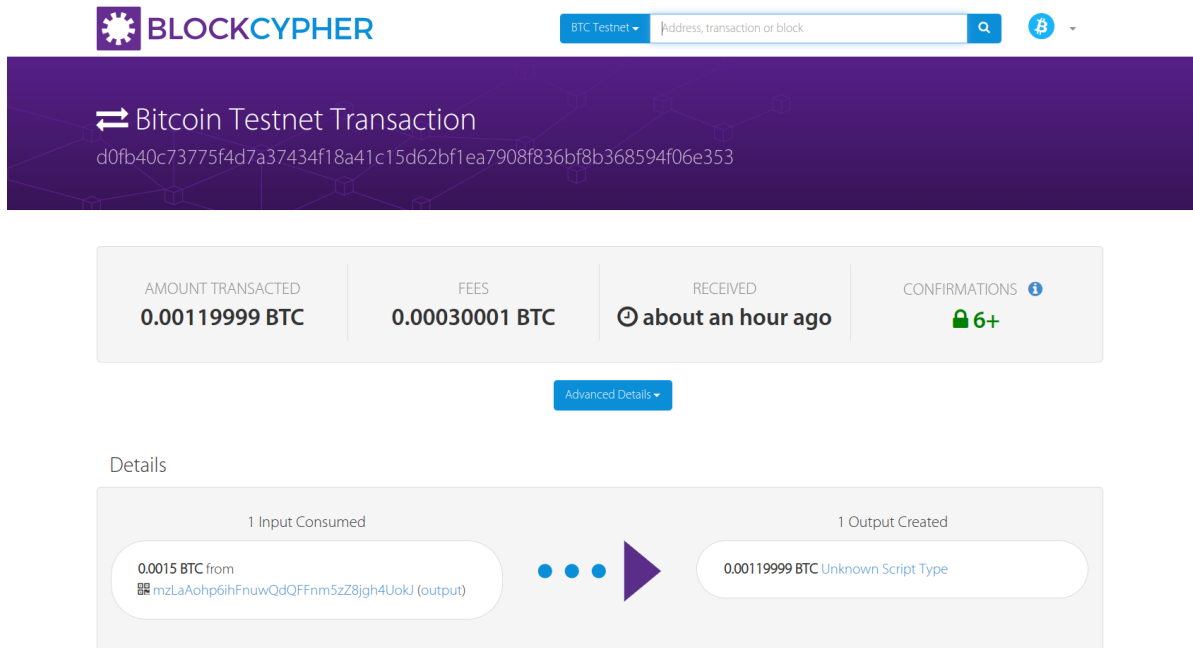 BLOCKCYPHER
BTC Testnet
Address, transaction or block
Bitcoin Testnet Transaction
d0fb40c73775f4d7a37434f18a41c15d62bf1ea7908f836bf8b368594f06e353
AMOUNT TRANSACTED
0.00119999 BTC
FEES
0.00030001 BTC
RECEIVED
about an hour ago
CONFIRMATIONS
6+
Advanced Details
Details
1 Input Consumed
0.0015 BTC from
mzLaAohp6ihFnuwQdQFFnm5zZ8jgh4UokJ (output)
1 Output Created
0.00119999 BTC Unknown Script Type